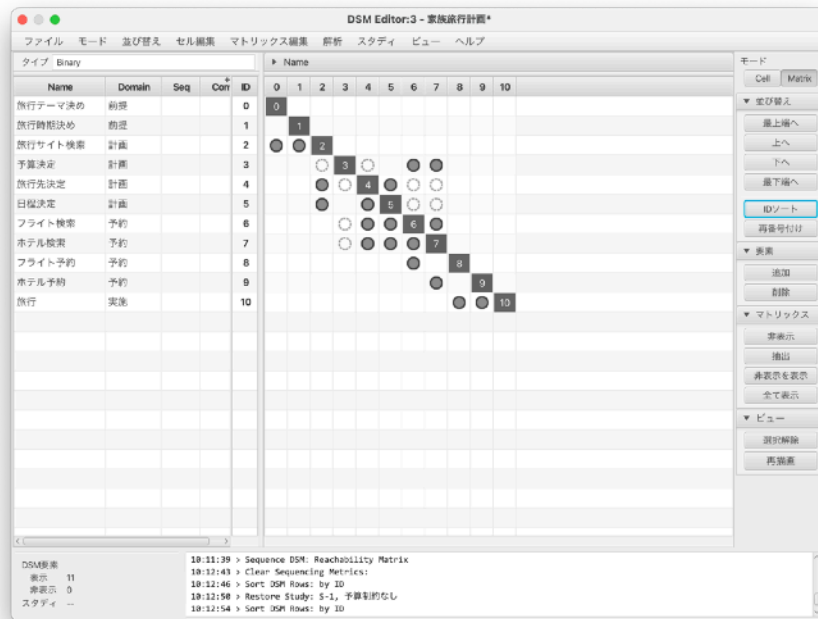 DSM Editor:3 - 家族旅行計画*
ファイル モード 並び替え セル編集 マトリックス編集 解析 スタディ ビュー ヘルプ
タイプ Binary
Name
モード
Cell Matrix
Name Domain Seq Con ID 0 1 2 3 4 5 6 7 8 9 10
旅行テーマ決め 前提 0 0
旅行時期決め 前提 1 1
旅行サイト検索 計画 2 2
予算決定 計画 3 3
旅行先決定 計画 4 4
日程決定 計画 5 5
フライト検索 予約 6 6
ホテル検索 予約 7 7
フライト予約 予約 8 8
ホテル予約 予約 9 9
旅行 実施 10 10
並び替え
最上端へ
上へ
下へ
最下端へ
IDソート
再番号付け
要素
追加
削除
マトリックス
非表示
抽出
非表示を表示
全て表示
ビュー
選択解除
再描画
DSM要素
表示 11
非表示 0
スタディ --
10:11:39 > Sequence DSM: Reachability Matrix
10:12:43 > Clear Sequencing Metrics:
10:12:46 > Sort DSM Rows: by ID
10:12:50 > Restore Study: S-1, 予算制約なし
10:12:54 > Sort DSM Rows: by ID